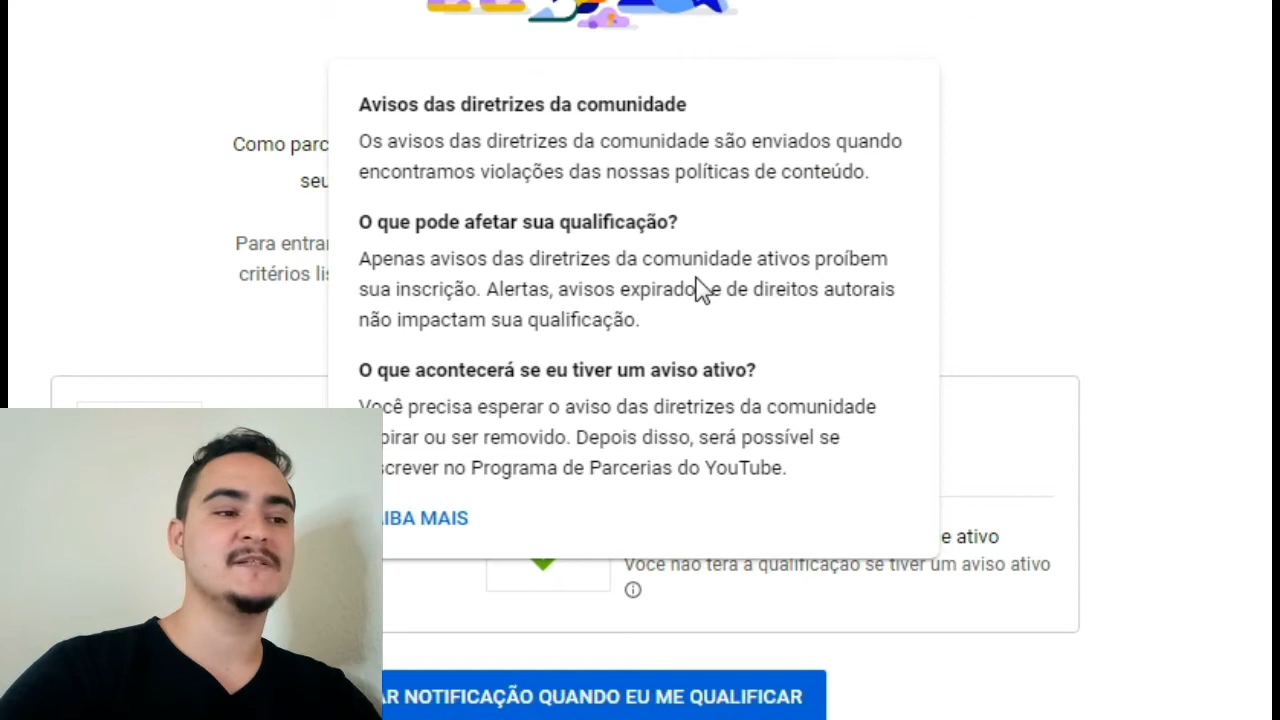 Avisos das diretrizes da comunidade
Os avisos das diretrizes da comunidade são enviados quando
encontramos violações das nossas políticas de conteúdo.
Como parc
seu
O que pode afetar sua qualificação?
Para entrar
critérios lis
Apenas avisos das diretrizes da comunidade ativos proíbem
sua inscrição. Alertas, avisos expirado e de direitos autorais
não impactam sua qualificação.
O que acontecerá se eu tiver um aviso ativo?
Você precisa esperar o aviso das diretrizes da comunidade
pirar ou ser removido. Depois disso, será possível se
screver no Programa de Parcerias do YouTube.
AIBA MAIS
e ativo
Você não terá a qualificação se tiver um aviso ativo
AR NOTIFICAÇÃO QUANDO EU ME QUALIFICAR